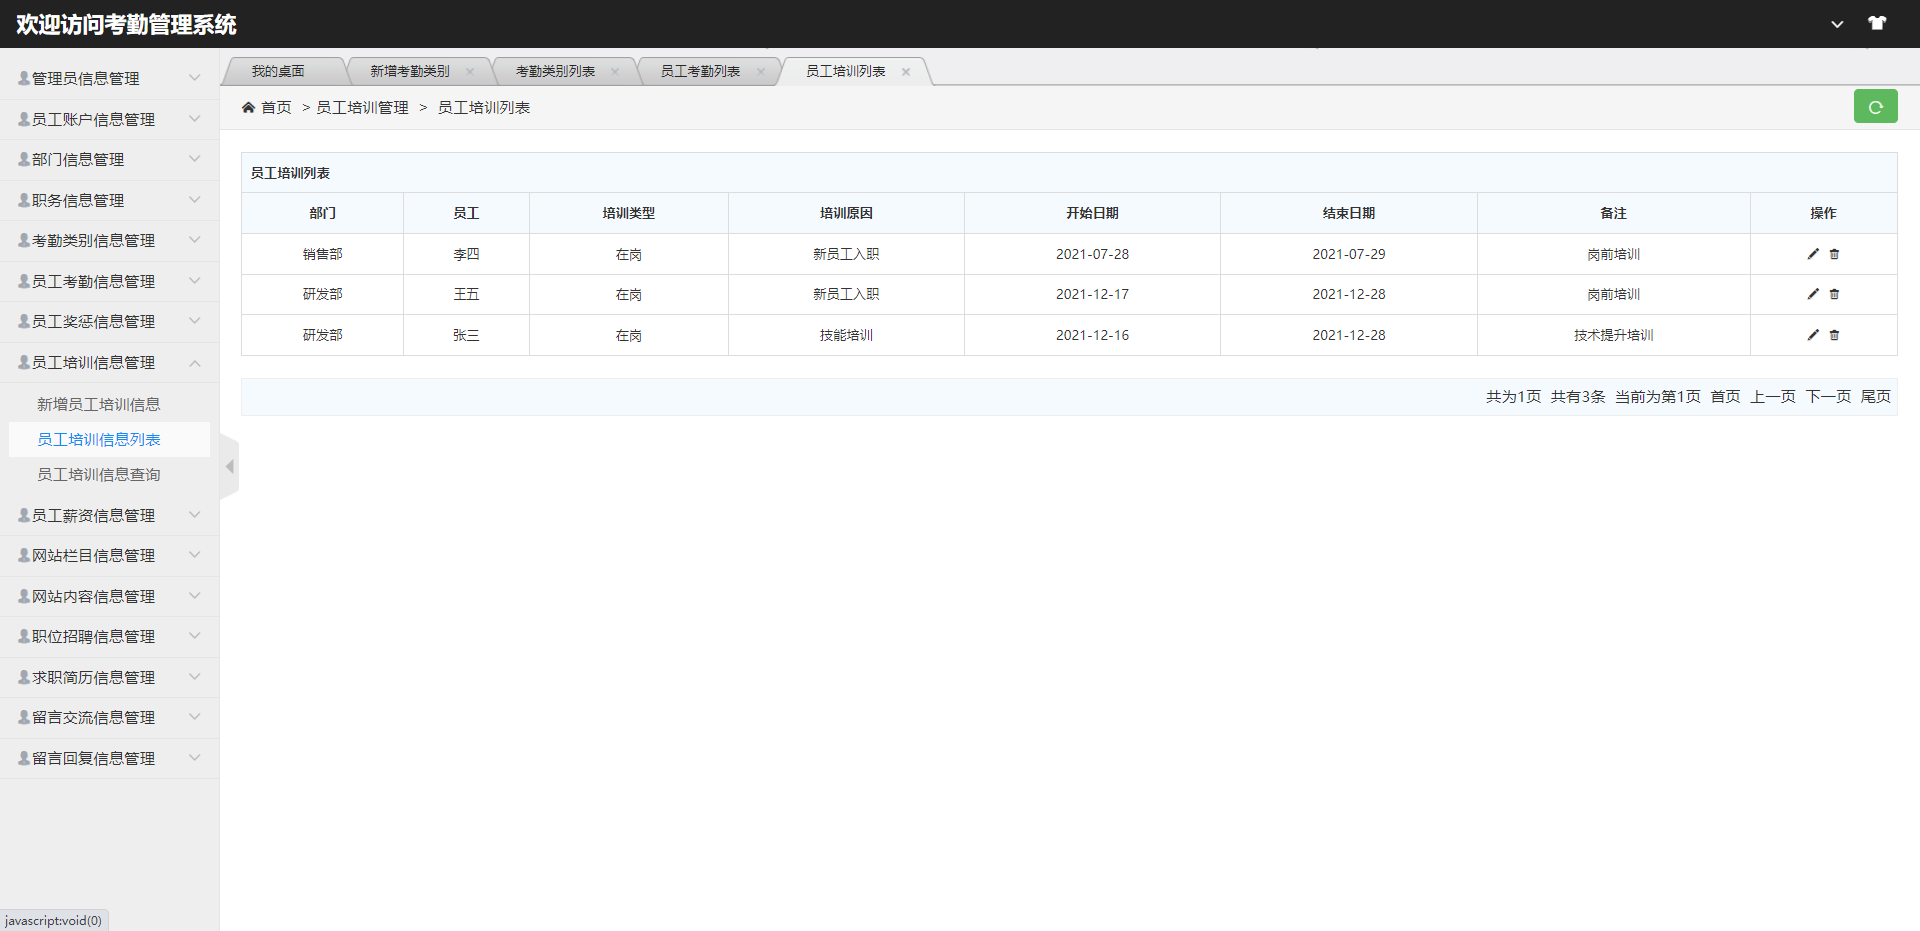 欢迎访问考勤管理系统
管理员信息管理
员工账户信息管理
部门信息管理
职务信息管理
考勤类别信息管理
员工考勤信息管理
员工奖惩信息管理
员工培训信息管理
新增员工培训信息
员工培训信息列表
员工培训信息查询
员工薪资信息管理
网站栏目信息管理
网站内容信息管理
职位招聘信息管理
求职简历信息管理
留言交流信息管理
留言回复信息管理
javascript:void(0)
我的桌面 新增考勤类别 考勤类别列表 员工考勤列表 员工培训列表
首页 > 员工培训管理 > 员工培训列表
员工培训列表
部门 员工 培训类型 培训原因 开始日期 结束日期 备注 操作
销售部 李四 在岗 新员工入职 2021-07-28 2021-07-29 岗前培训
研发部 王五 在岗 新员工入职 2021-12-17 2021-12-28 岗前培训
研发部 张三 在岗 技能培训 2021-12-16 2021-12-28 技术提升培训
共为1页 共有3条 当前为第1页 首页 上一页 下一页 尾页